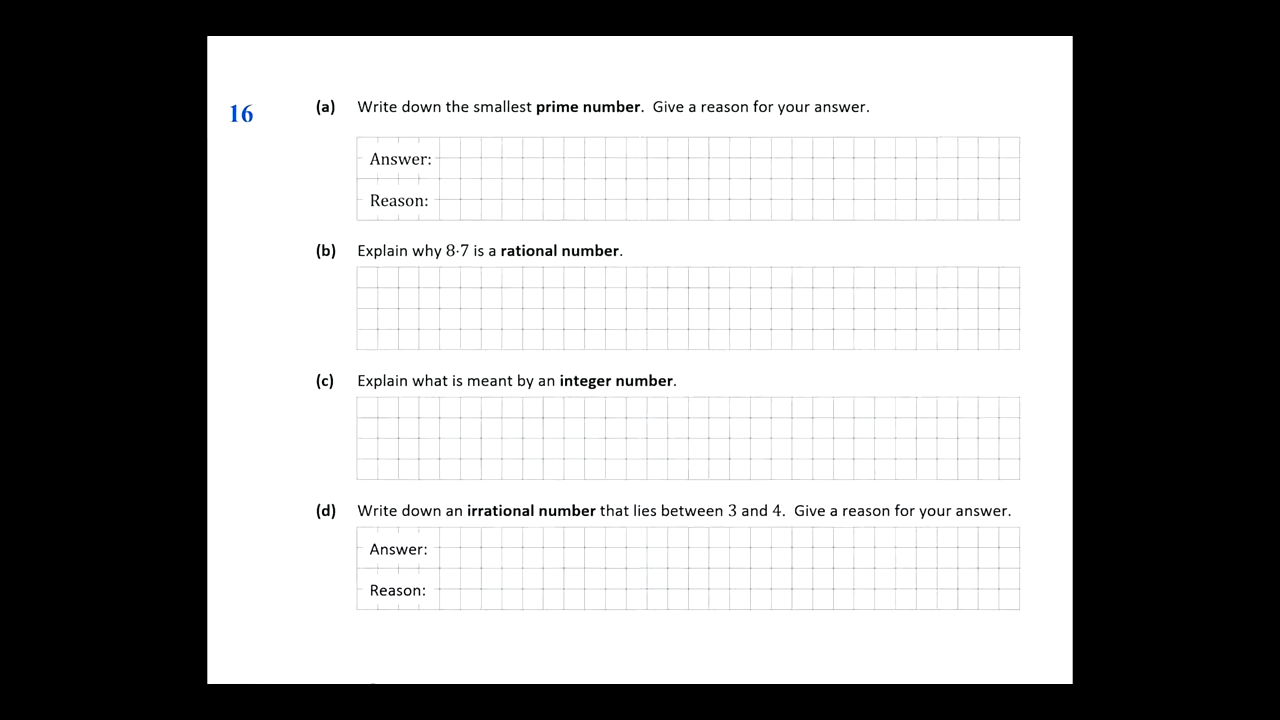 16
(a) Write down the smallest prime number. Give a reason for your answer.
Answer:
Reason:
(b) Explain why 8·7 is a rational number.
(c) Explain what is meant by an integer number.
(d) Write down an irrational number that lies between 3 and 4. Give a reason for your answer.
Answer:
Reason: